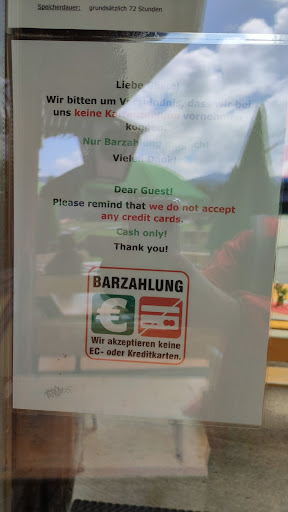 Speicherdauer: grundsätzlich 72 Stunden
Liebe
Wir bitten um Verständnis, dass wir bei
uns keine
können.
Nur Barzahlung
Vielen Dank!
Dear Guest!
Please remind that we do not accept
any credit cards.
Cash only!
Thank you!
BARZAHLUNG
€
Wir akzeptieren keine
EC- oder Kreditkarten.